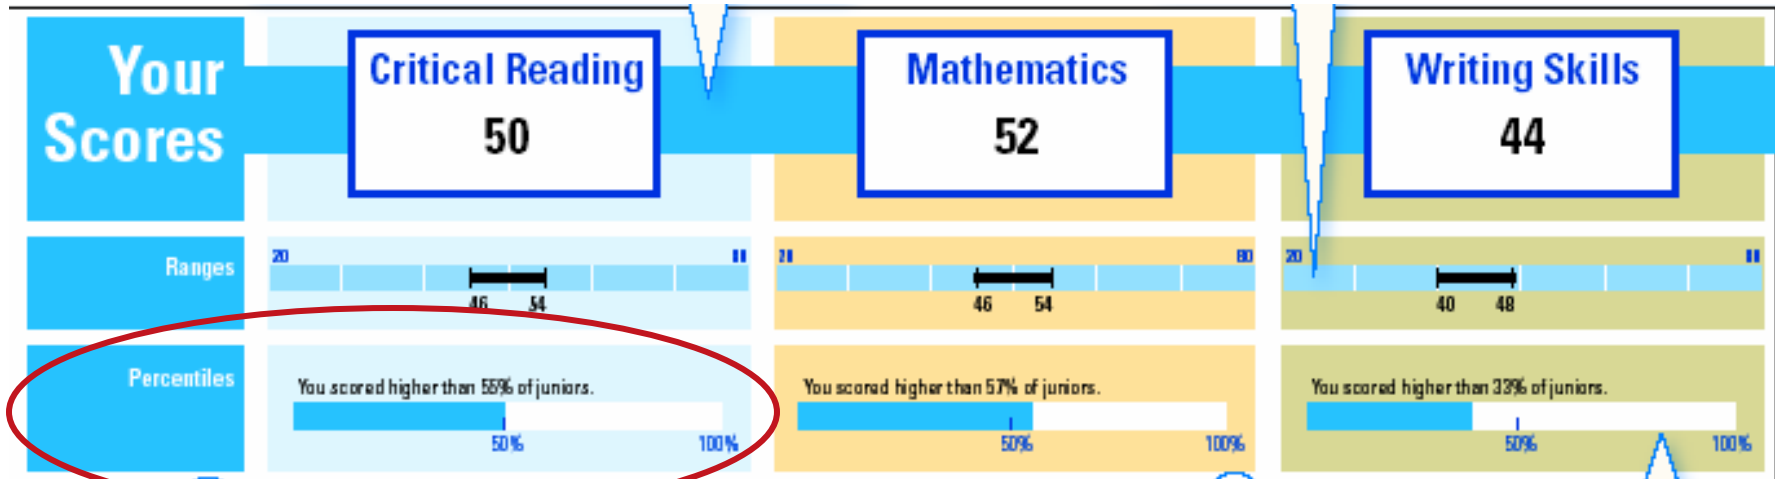 Your
Scores
Critical Reading
50
Mathematics
52
Writing Skills
44
Ranges
20
46 54
80
46 54
20
40 48
Percentiles
You scored higher than 55% of juniors.
50% 100%
You scored higher than 57% of juniors.
50% 100%
You scored higher than 33% of juniors.
50% 100%